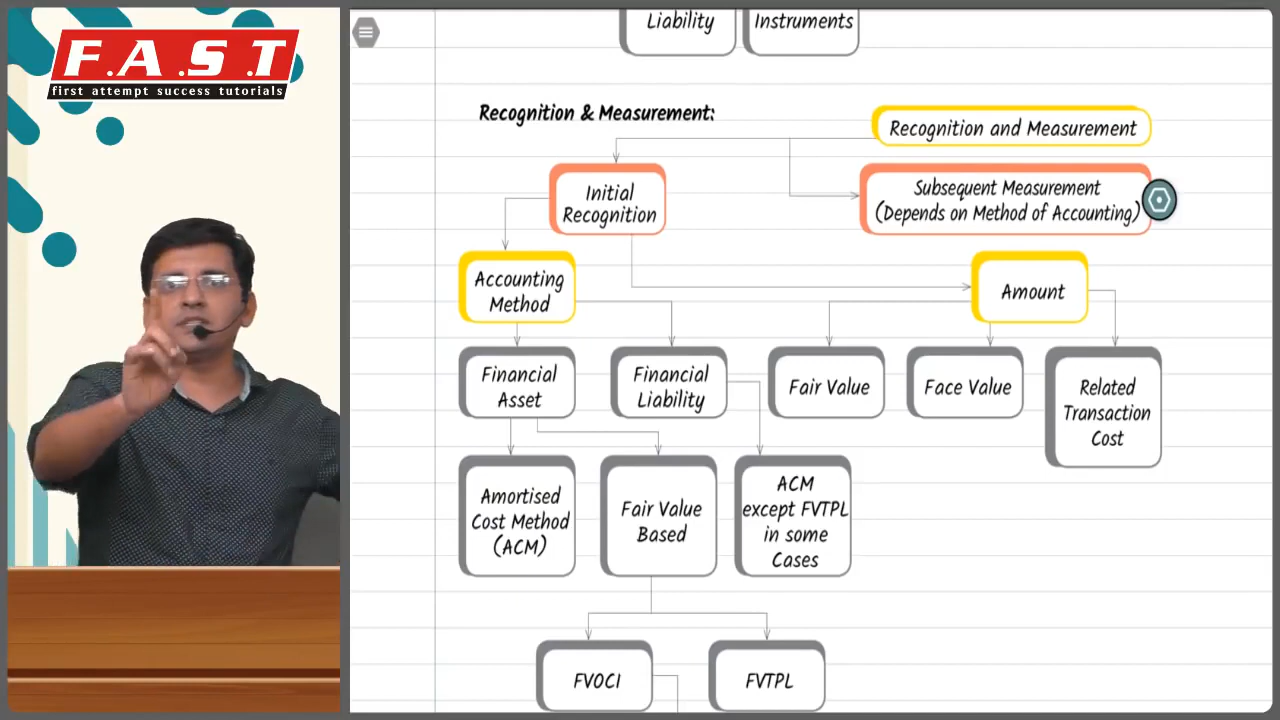 F.A.S.T
first attempt success tutorials
Liability
Instruments
Recognition & Measurement:
Recognition and Measurement
Initial
Recognition
Subsequent Measurement
(Depends on Method of Accounting)
Accounting
Method
Amount
Financial
Asset
Financial
Liability
Fair Value
Face Value
Related
Transaction
Cost
Amortised
Cost Method
(ACM)
Fair Value
Based
ACM
except FVTPL
in some
Cases
FVOCI
FVTPL